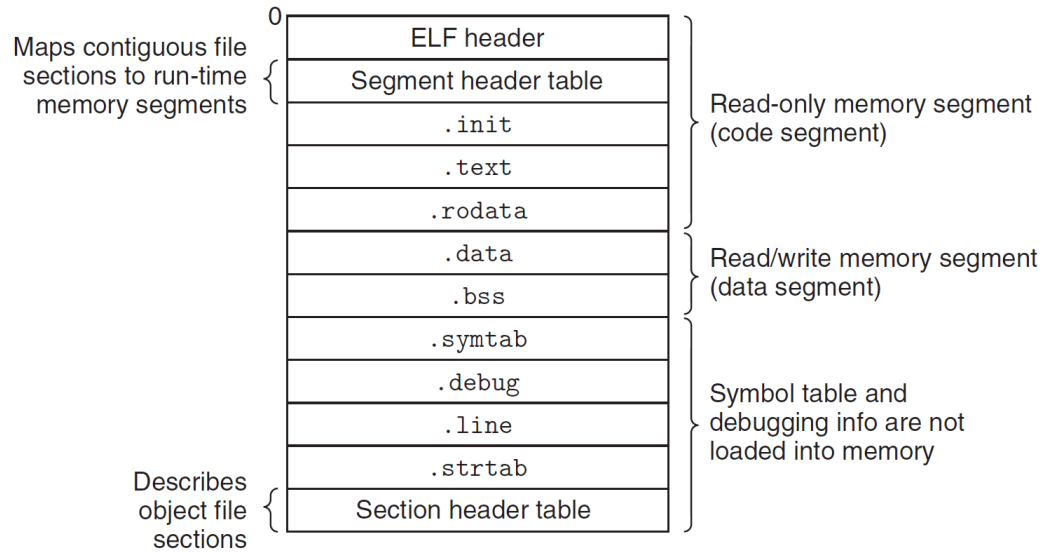 0
ELF header
Maps contiguous file
sections to run-time
memory segments
Segment header table
.init
.text
.rodata
Read-only memory segment
(code segment)
.data
.bss
Read/write memory segment
(data segment)
.symtab
.debug
.line
.strtab
Symbol table and
debugging info are not
loaded into memory
Describes
object file
sections
Section header table